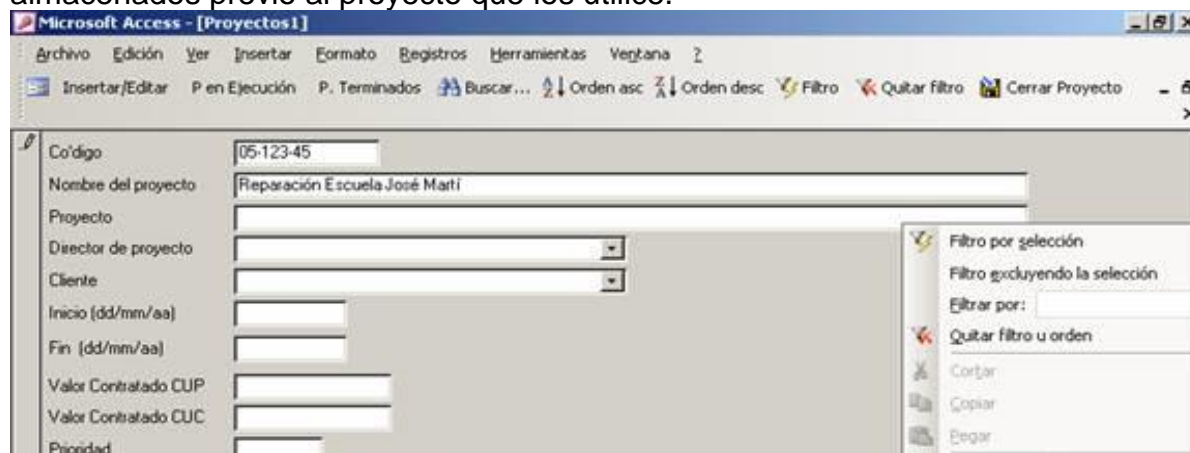 almacenados previo al proyecto que los utilice.
Microsoft Access - [Proyectos1]
Archivo Edición Ver Insertar Formato Registros Herramientas Ventana ?
Insertar/Editar P en Ejecución P. Terminados Buscar... Orden asc Orden desc Filtro Quitar filtro Cerrar Proyecto
Co'digo 05-123-45
Nombre del proyecto Reparación Escuela José Martí
Proyecto
Director de proyecto
Filtro por selección
Cliente
Filtro excluyendo la selección
Inicio (dd/mm/aa)
Filtrar por:
Fin (dd/mm/aa)
Quitar filtro u orden
Valor Contratado CUP
Cortar
Valor Contratado CUC
Copiar
Prioridad
Pegar